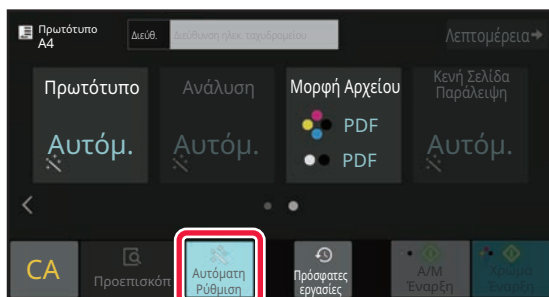 Πρωτότυπο
A4
Διεύθ.
Διεύθυνση ηλεκ. ταχυδρομείου
Λεπτομέρεια
Πρωτότυπο
Αυτόμ.
Ανάλυση
Αυτόμ.
Μορφή Αρχείου
PDF
PDF
Κενή Σελίδα
Παράλειψη
Αυτόμ.
CA
Προεπισκόπ
Αυτόματη
Ρύθμιση
Πρόσφατες
εργασίες
Α/Μ
Έναρξη
Χρώμα
Έναρξη